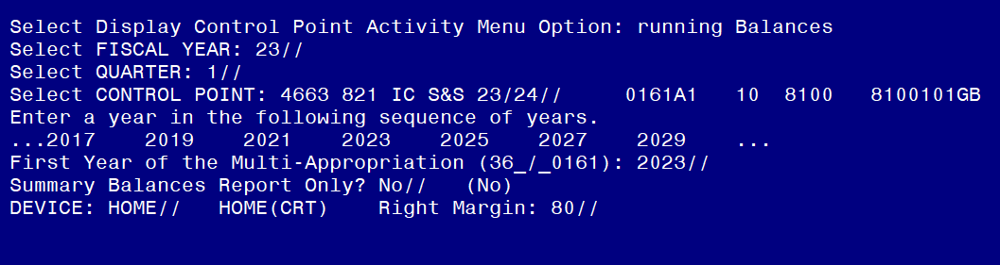 Select Display Control Point Activity Menu Option: running Balances
Select FISCAL YEAR: 23//
Select QUARTER: 1//
Select CONTROL POINT: 4663 821 IC S&S 23/24//     0161A1   10  8100   8100101GB
Enter a year in the following sequence of years.
...2017    2019    2021    2023    2025    2027    2029    ...
First Year of the Multi-Appropriation (36_/_0161): 2023//
Summary Balances Report Only? No//   (No)
DEVICE: HOME//   HOME(CRT)    Right Margin: 80//